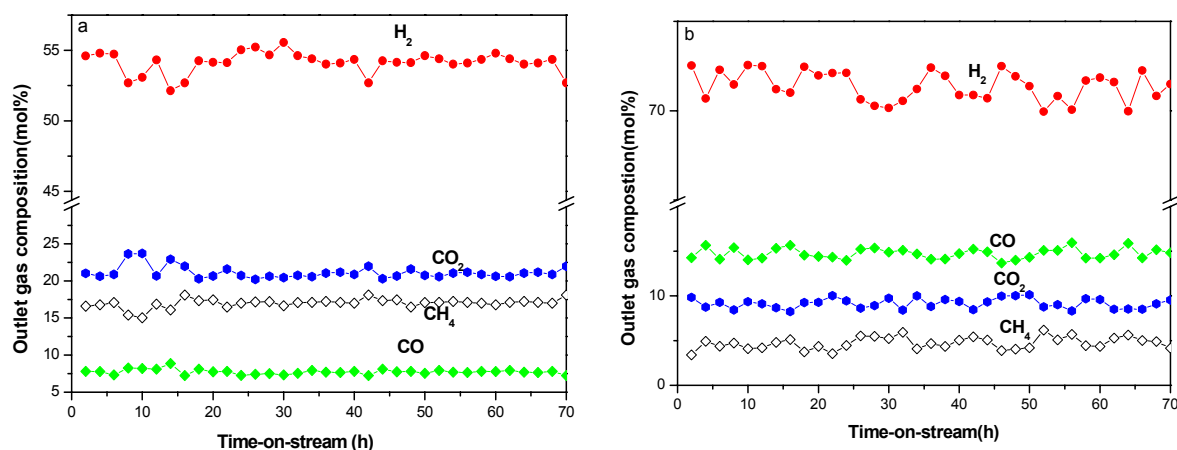 a
H2
CO2
CH4
CO
55
50
45
25
20
15
10
5
0 10 20 30 40 50 60 70
Outlet gas composition(mol%)
Time-on-stream (h)
b
H2
CO
CO2
CH4
70
10
0
0 10 20 30 40 50 60 70
Outlet gas compostion(mol%)
Time-on-stream(h)